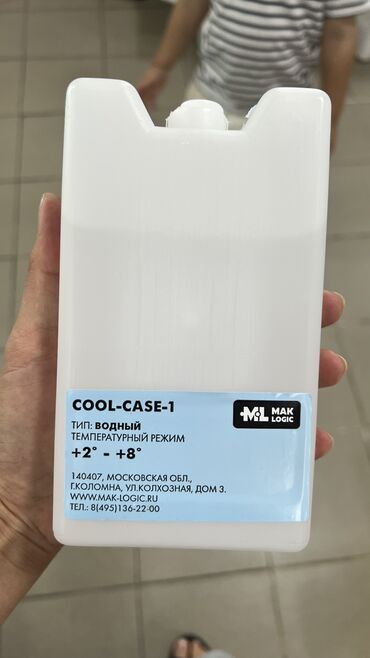 COOL-CASE-1
M+L MAK
LOGIC
ТИП: ВОДНЫЙ
ТЕМПЕРАТУРНЫЙ РЕЖИМ
+2° - +8°
140407, МОСКОВСКАЯ ОБЛ.,
Г.КОЛОМНА, УЛ.КОЛХОЗНАЯ, ДОМ 3.
WWW.MAK-LOGIC.RU
ТЕЛ.: 8(495)136-22-00